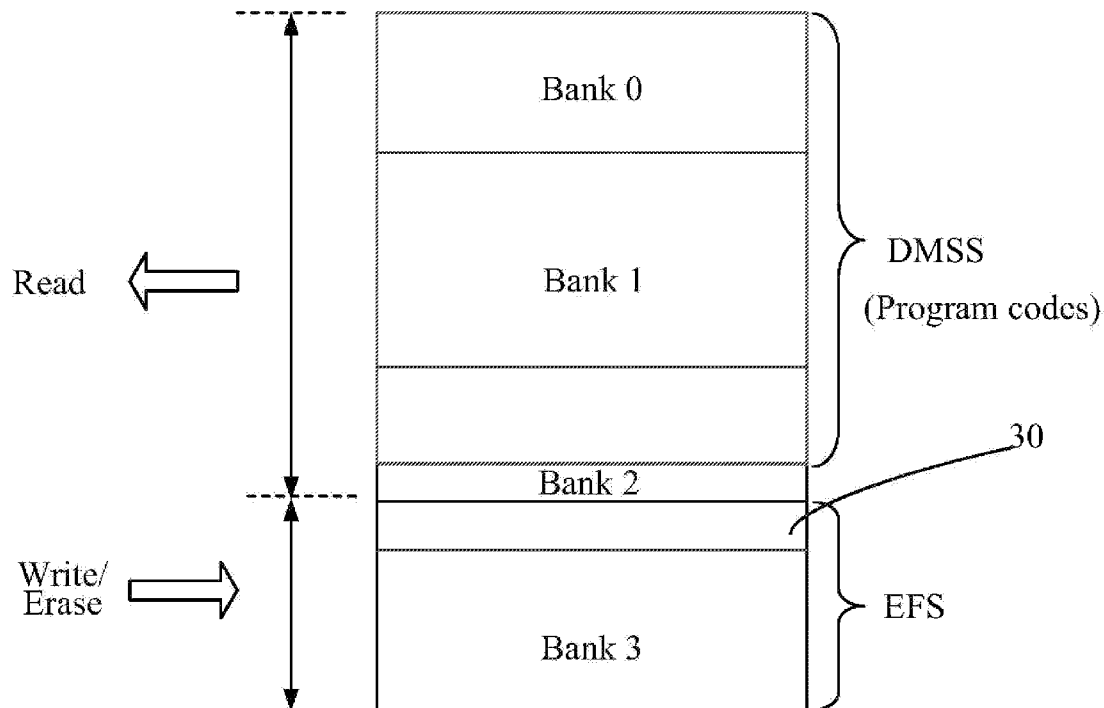 Bank 0
Bank 1
Read
DMSS
(Program codes)
30
Bank 2
Write/
Erase
EFS
Bank 3